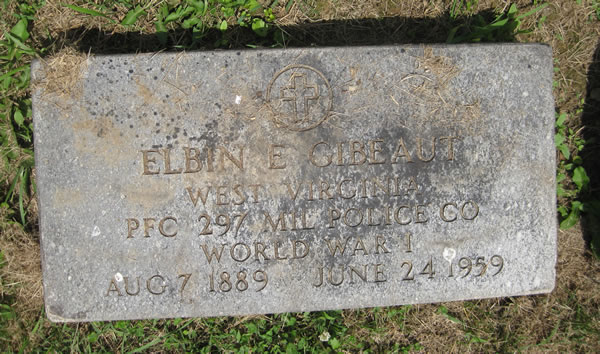 ELBIN E GIBEAUT
WEST VIRGINIA
PFC 297 MIL POLICE CO
WORLD WAR I
AUG 7 1889 JUNE 24 1959